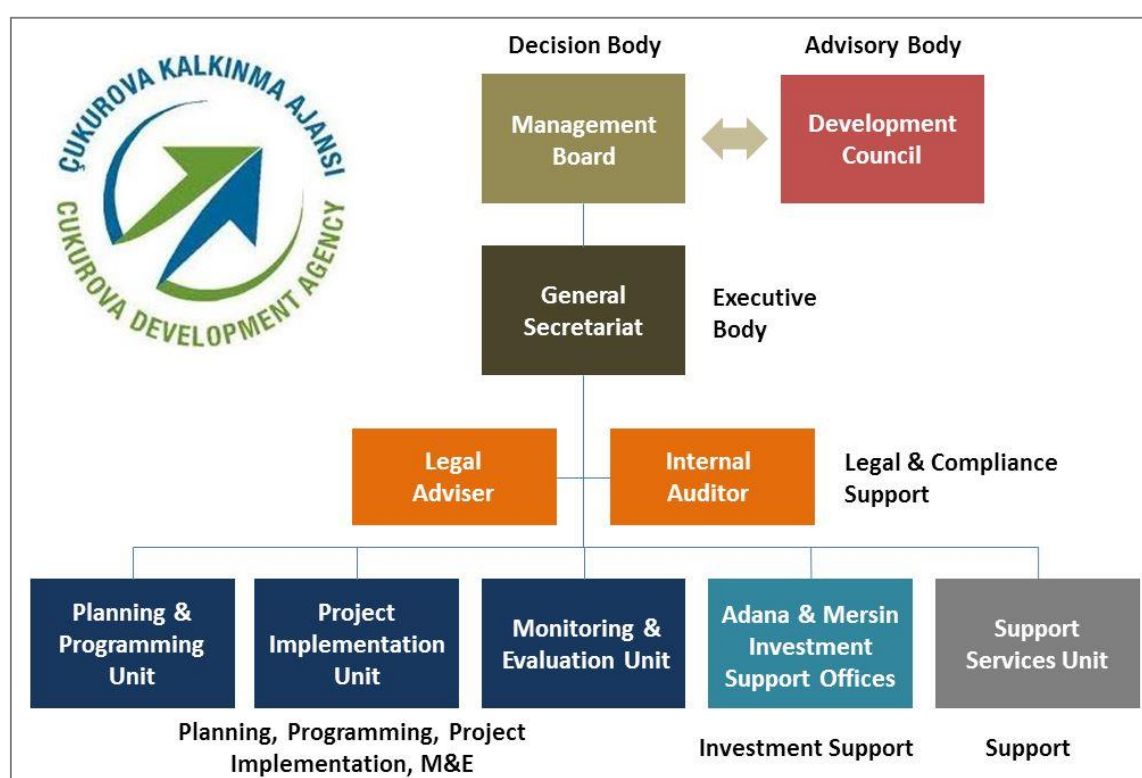 ÇUKUROVA KALKINMA AJANSI
CUKUROVA DEVELOPMENT AGENCY
Decision Body
Advisory Body
Management
Board
Development
Council
General
Secretariat
Executive
Body
Legal
Adviser
Internal
Auditor
Legal & Compliance
Support
Planning &
Programming
Unit
Project
Implementation
Unit
Monitoring &
Evaluation Unit
Adana & Mersin
Investment
Support Offices
Support
Services Unit
Planning, Programming, Project
Implementation, M&E
Investment Support
Support